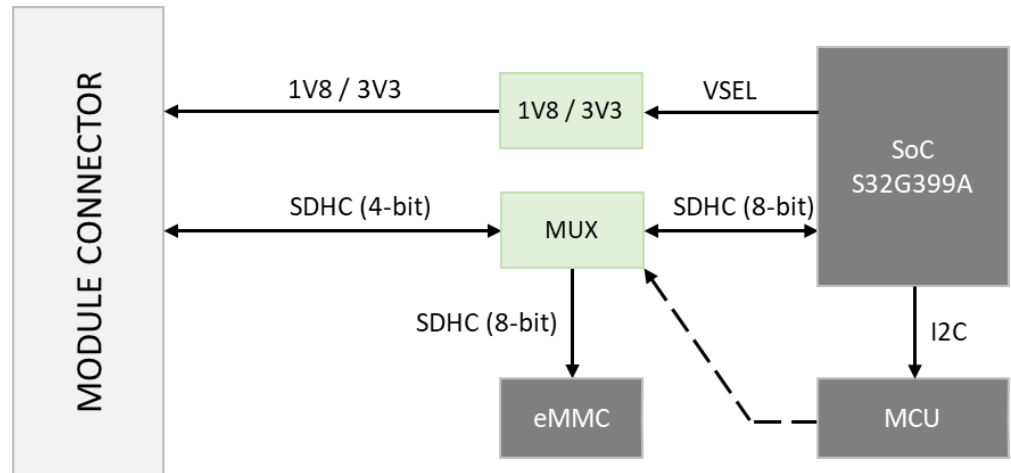 MODULE CONNECTOR
1V8 / 3V3
1V8 / 3V3
VSEL
SoC
S32G399A
SDHC (4-bit)
MUX
SDHC (8-bit)
SDHC (8-bit)
I2C
eMMC
MCU